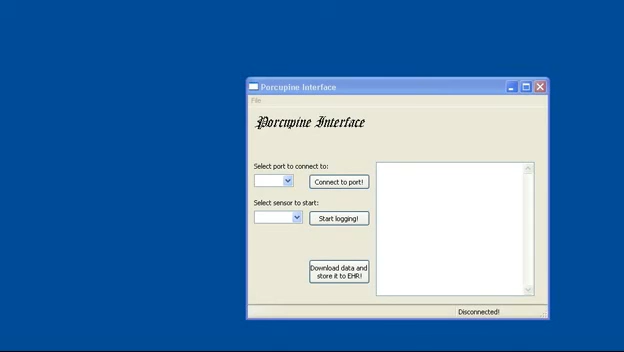 Porcupine Interface
File
Porcupine Interface
Select port to connect to:
Connect to port!
Select sensor to start:
Start logging!
Download data and
store it to EHR!
Disconnected!